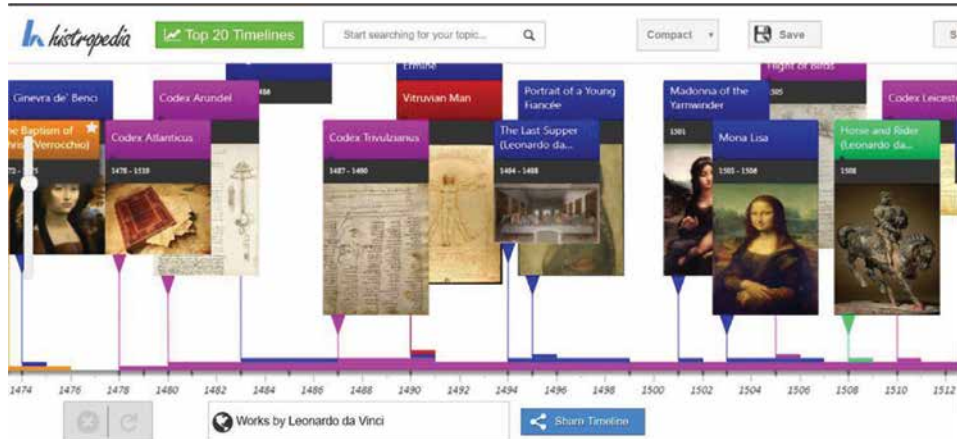 histropedia
Top 20 Timelines
Start searching for your topic...
Compact
Save
Ginevra de' Benci
Codex Arundel
Ermine
Vitruvian Man
Portrait of a Young
Fiancée
Madonna of the
Yarnwinder
1501
Flight of Birds
1505
Codex Leicester
Baptism of
(Verrocchio)
Codex Atlanticus
1478 - 1519
Codex Trivulzianus
1487 - 1490
The Last Supper
(Leonardo da...
1494 - 1498
Mona Lisa
1503 - 1506
Horse and Rider
(Leonardo da...
1508
1474 1476 1478 1480 1482 1484 1486 1488 1490 1492 1494 1496 1498 1500 1502 1504 1506 1508 1510 1512
Works by Leonardo da Vinci
Share Timeline